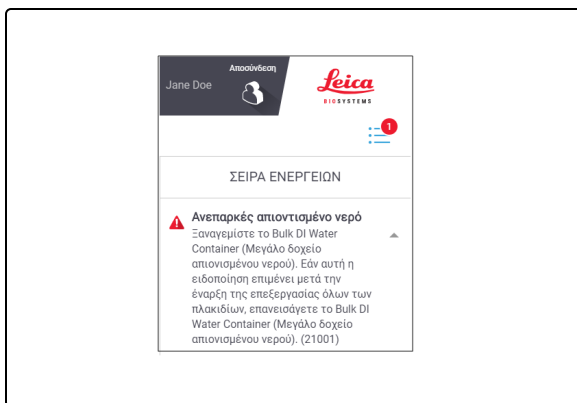 Αποσύνδεση
Jane Doe
Leica
BIOSYSTEMS
1
ΣΕΙΡΑ ΕΝΕΡΓΕΙΩΝ
Ανεπαρκές απιοντισμένο νερό
Ξαναγεμίστε το Bulk DI Water
Container (Μεγάλο δοχείο
απιονισμένου νερού). Εάν αυτή η
ειδοποίηση επιμένει μετά την
έναρξη της επεξεργασίας όλων των
πλακιδίων, επανεισάγετε το Bulk DI
Water Container (Μεγάλο δοχείο
απιονισμένου νερού). (21001)